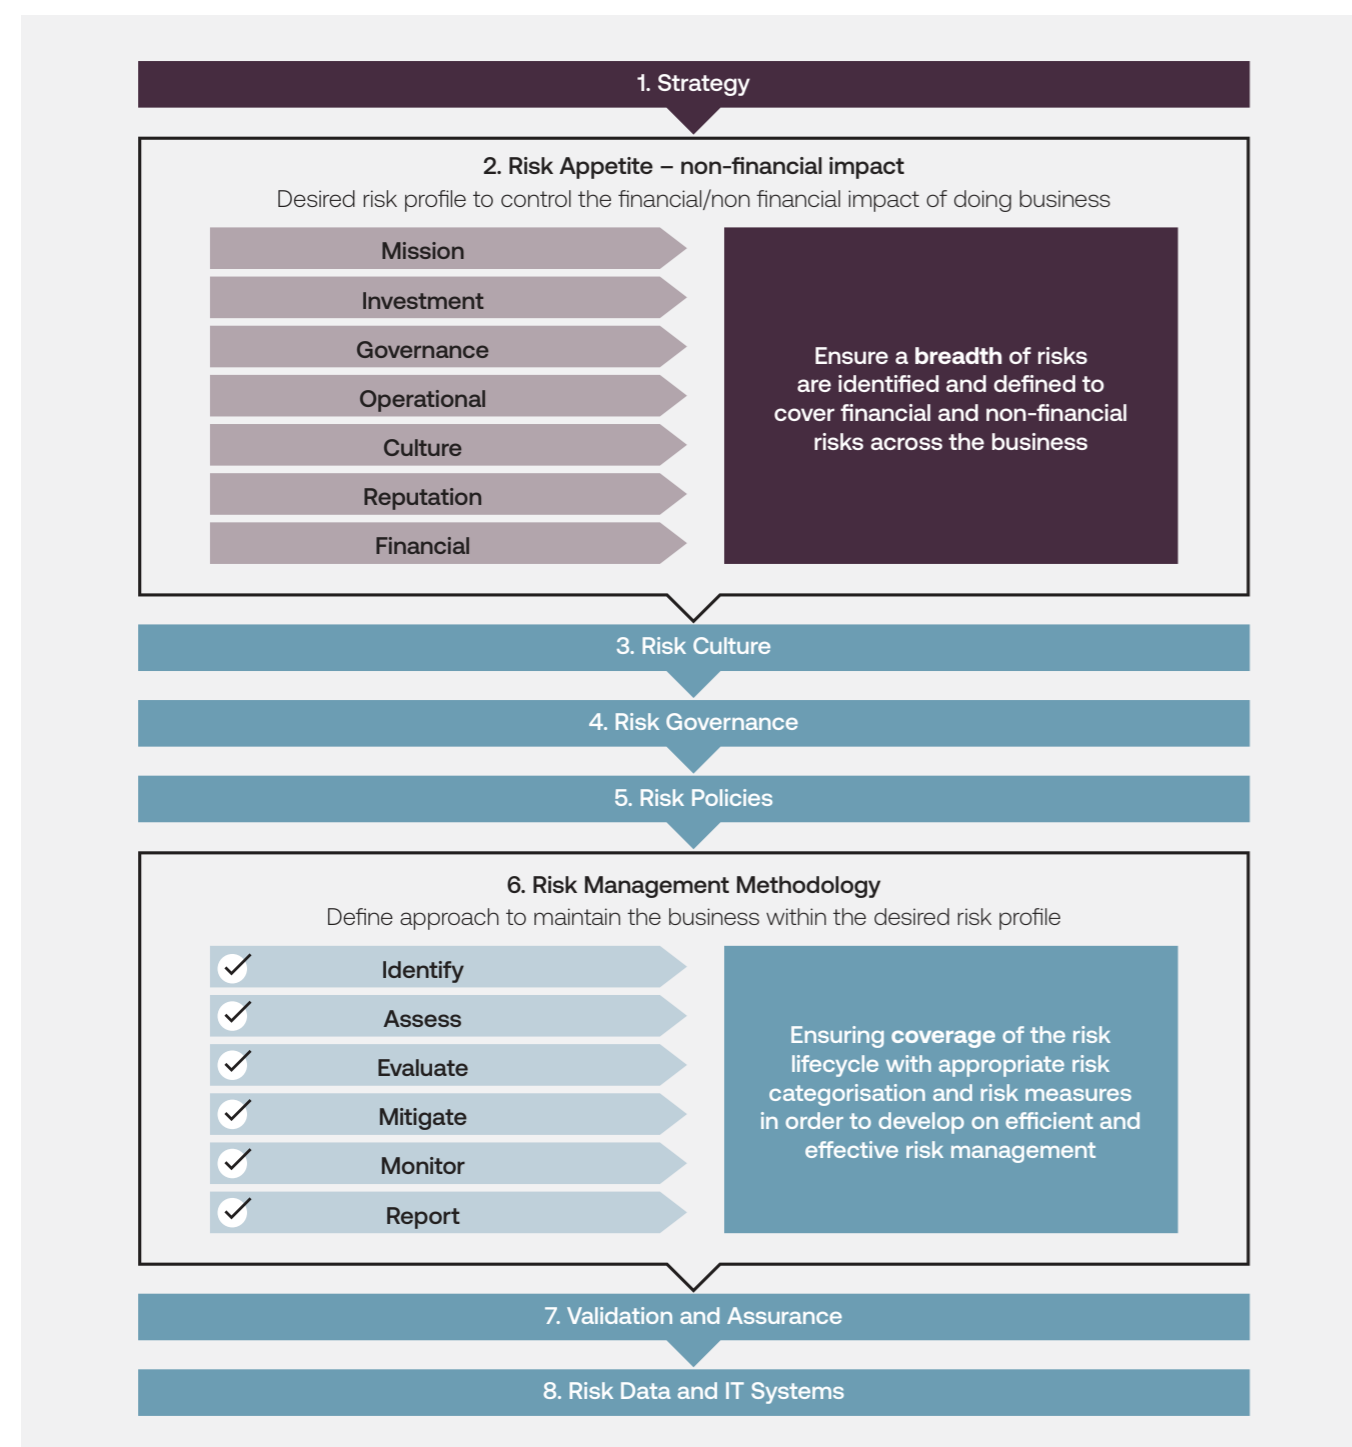 1. Strategy
2. Risk Appetite – non-financial impact
Desired risk profile to control the financial/non financial impact of doing business
Mission
Investment
Governance
Operational
Culture
Reputation
Financial
Ensure a breadth of risks
are identified and defined to
cover financial and non-financial
risks across the business
3. Risk Culture
4. Risk Governance
5. Risk Policies
6. Risk Management Methodology
Define approach to maintain the business within the desired risk profile
Identify
Assess
Evaluate
Mitigate
Monitor
Report
Ensuring coverage of the risk
lifecycle with appropriate risk
categorisation and risk measures
in order to develop on efficient and
effective risk management
7. Validation and Assurance
8. Risk Data and IT Systems